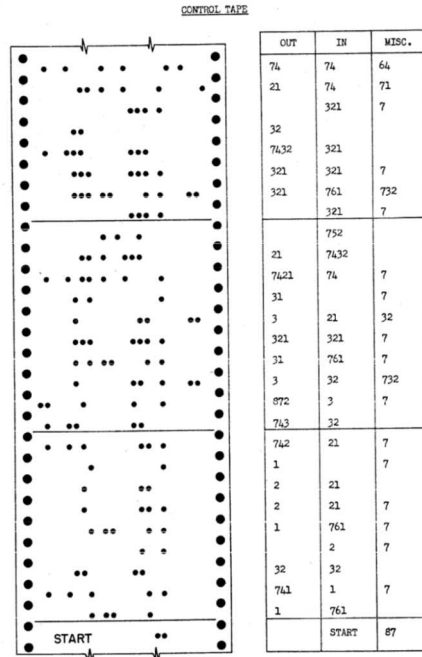 CONTROL TAPE
OUT IN MISC.
74 74 64
21 74 71
321 7
32
7432 321
321 321 7
321 761 732
321 7
752
21 7432
7421 74 7
31 7
3 21 32
321 321 7
31 761 7
3 32 732
872 3 7
743 32
742 21 7
1 7
2 21
2 21 7
1 761 7
2 7
32 32
741 1 7
1 761
START START 87